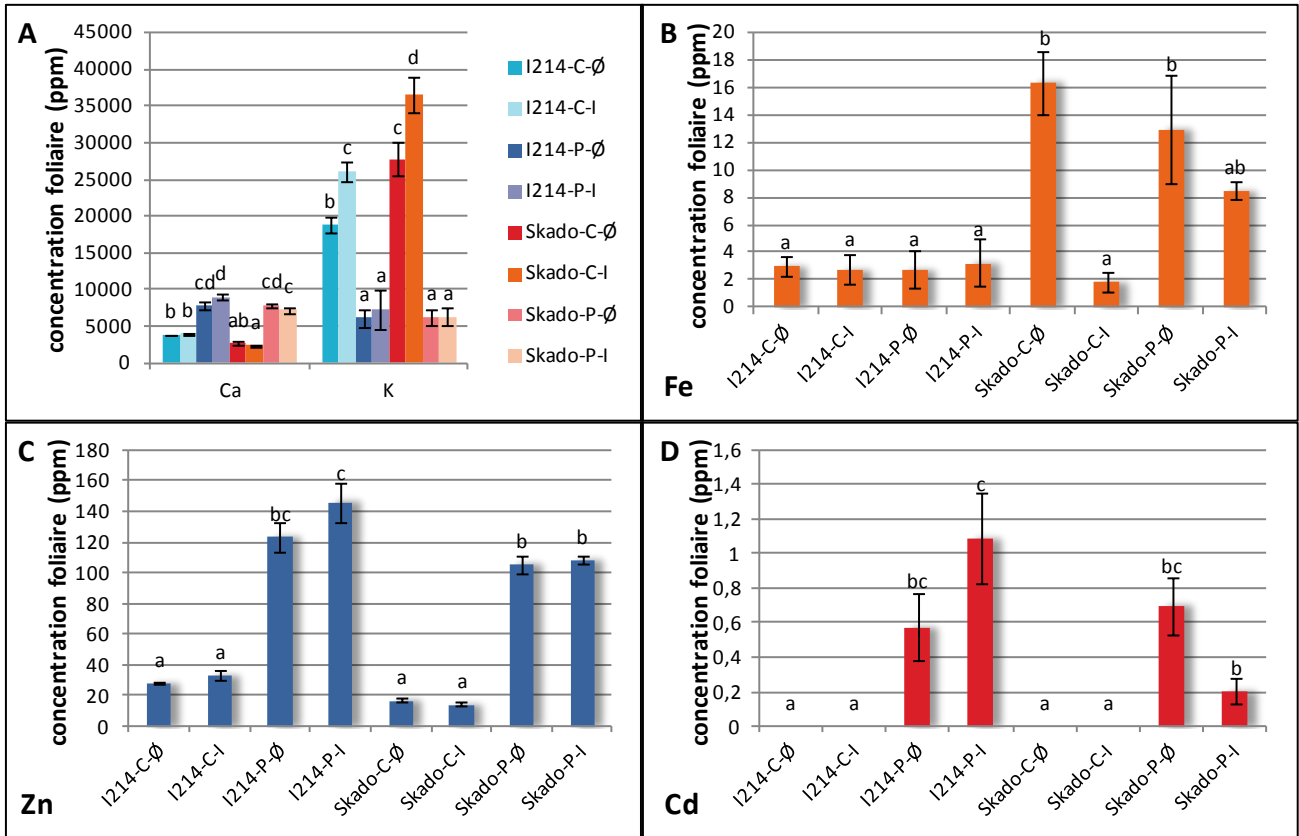 A
concentration foliaire (ppm)
45000
40000
35000
30000
25000
20000
15000
10000
5000
0
b b cd d ab a cd c
b c a a c d a a
Ca K
I214-C-Ø
I214-C-I
I214-P-Ø
I214-P-I
Skado-C-Ø
Skado-C-I
Skado-P-Ø
Skado-P-I
B
concentration foliaire (ppm)
20
18
16
14
12
10
8
6
4
2
0
a a a a b a b ab
I214-C-Ø I214-C-I I214-P-Ø I214-P-I Skado-C-Ø Skado-C-I Skado-P-Ø Skado-P-I
Fe
C
concentration foliaire (ppm)
180
160
140
120
100
80
60
40
20
0
a a bc c a a b b
I214-C-Ø I214-C-I I214-P-Ø I214-P-I Skado-C-Ø Skado-C-I Skado-P-Ø Skado-P-I
Zn
D
concentration foliaire (ppm)
1,6
1,4
1,2
1
0,8
0,6
0,4
0,2
0
a a bc c a a bc b
I214-C-Ø I214-C-I I214-P-Ø I214-P-I Skado-C-Ø Skado-C-I Skado-P-Ø Skado-P-I
Cd